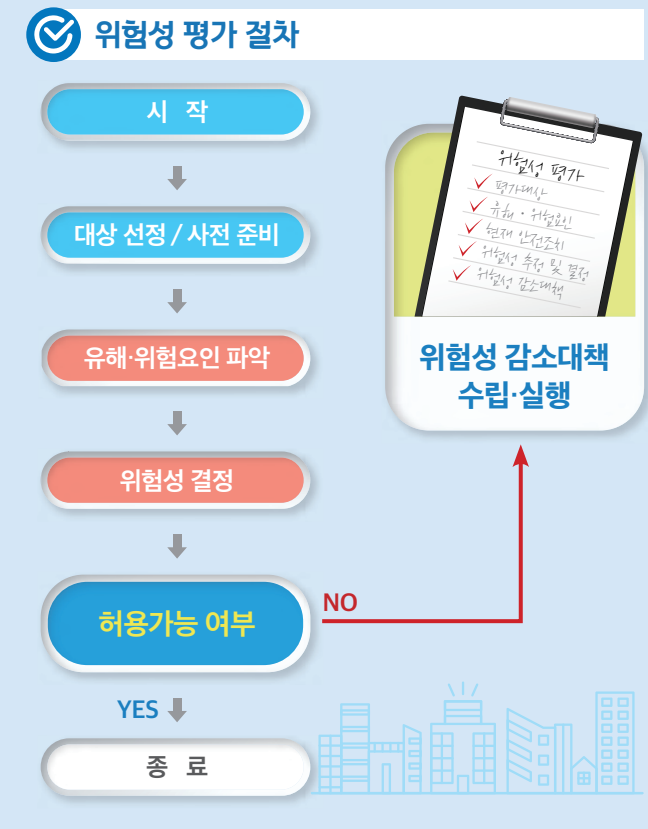 위험성 평가 절차
시 작
대상 선정 / 사전 준비
유해·위험요인 파악
위험성 결정
허용가능 여부
NO
YES
종 료
위험성 평가
평가대상
유해·위험요인
현재 안전조치
위험성 추정 및 결정
위험성 감소대책
위험성 감소대책
수립·실행